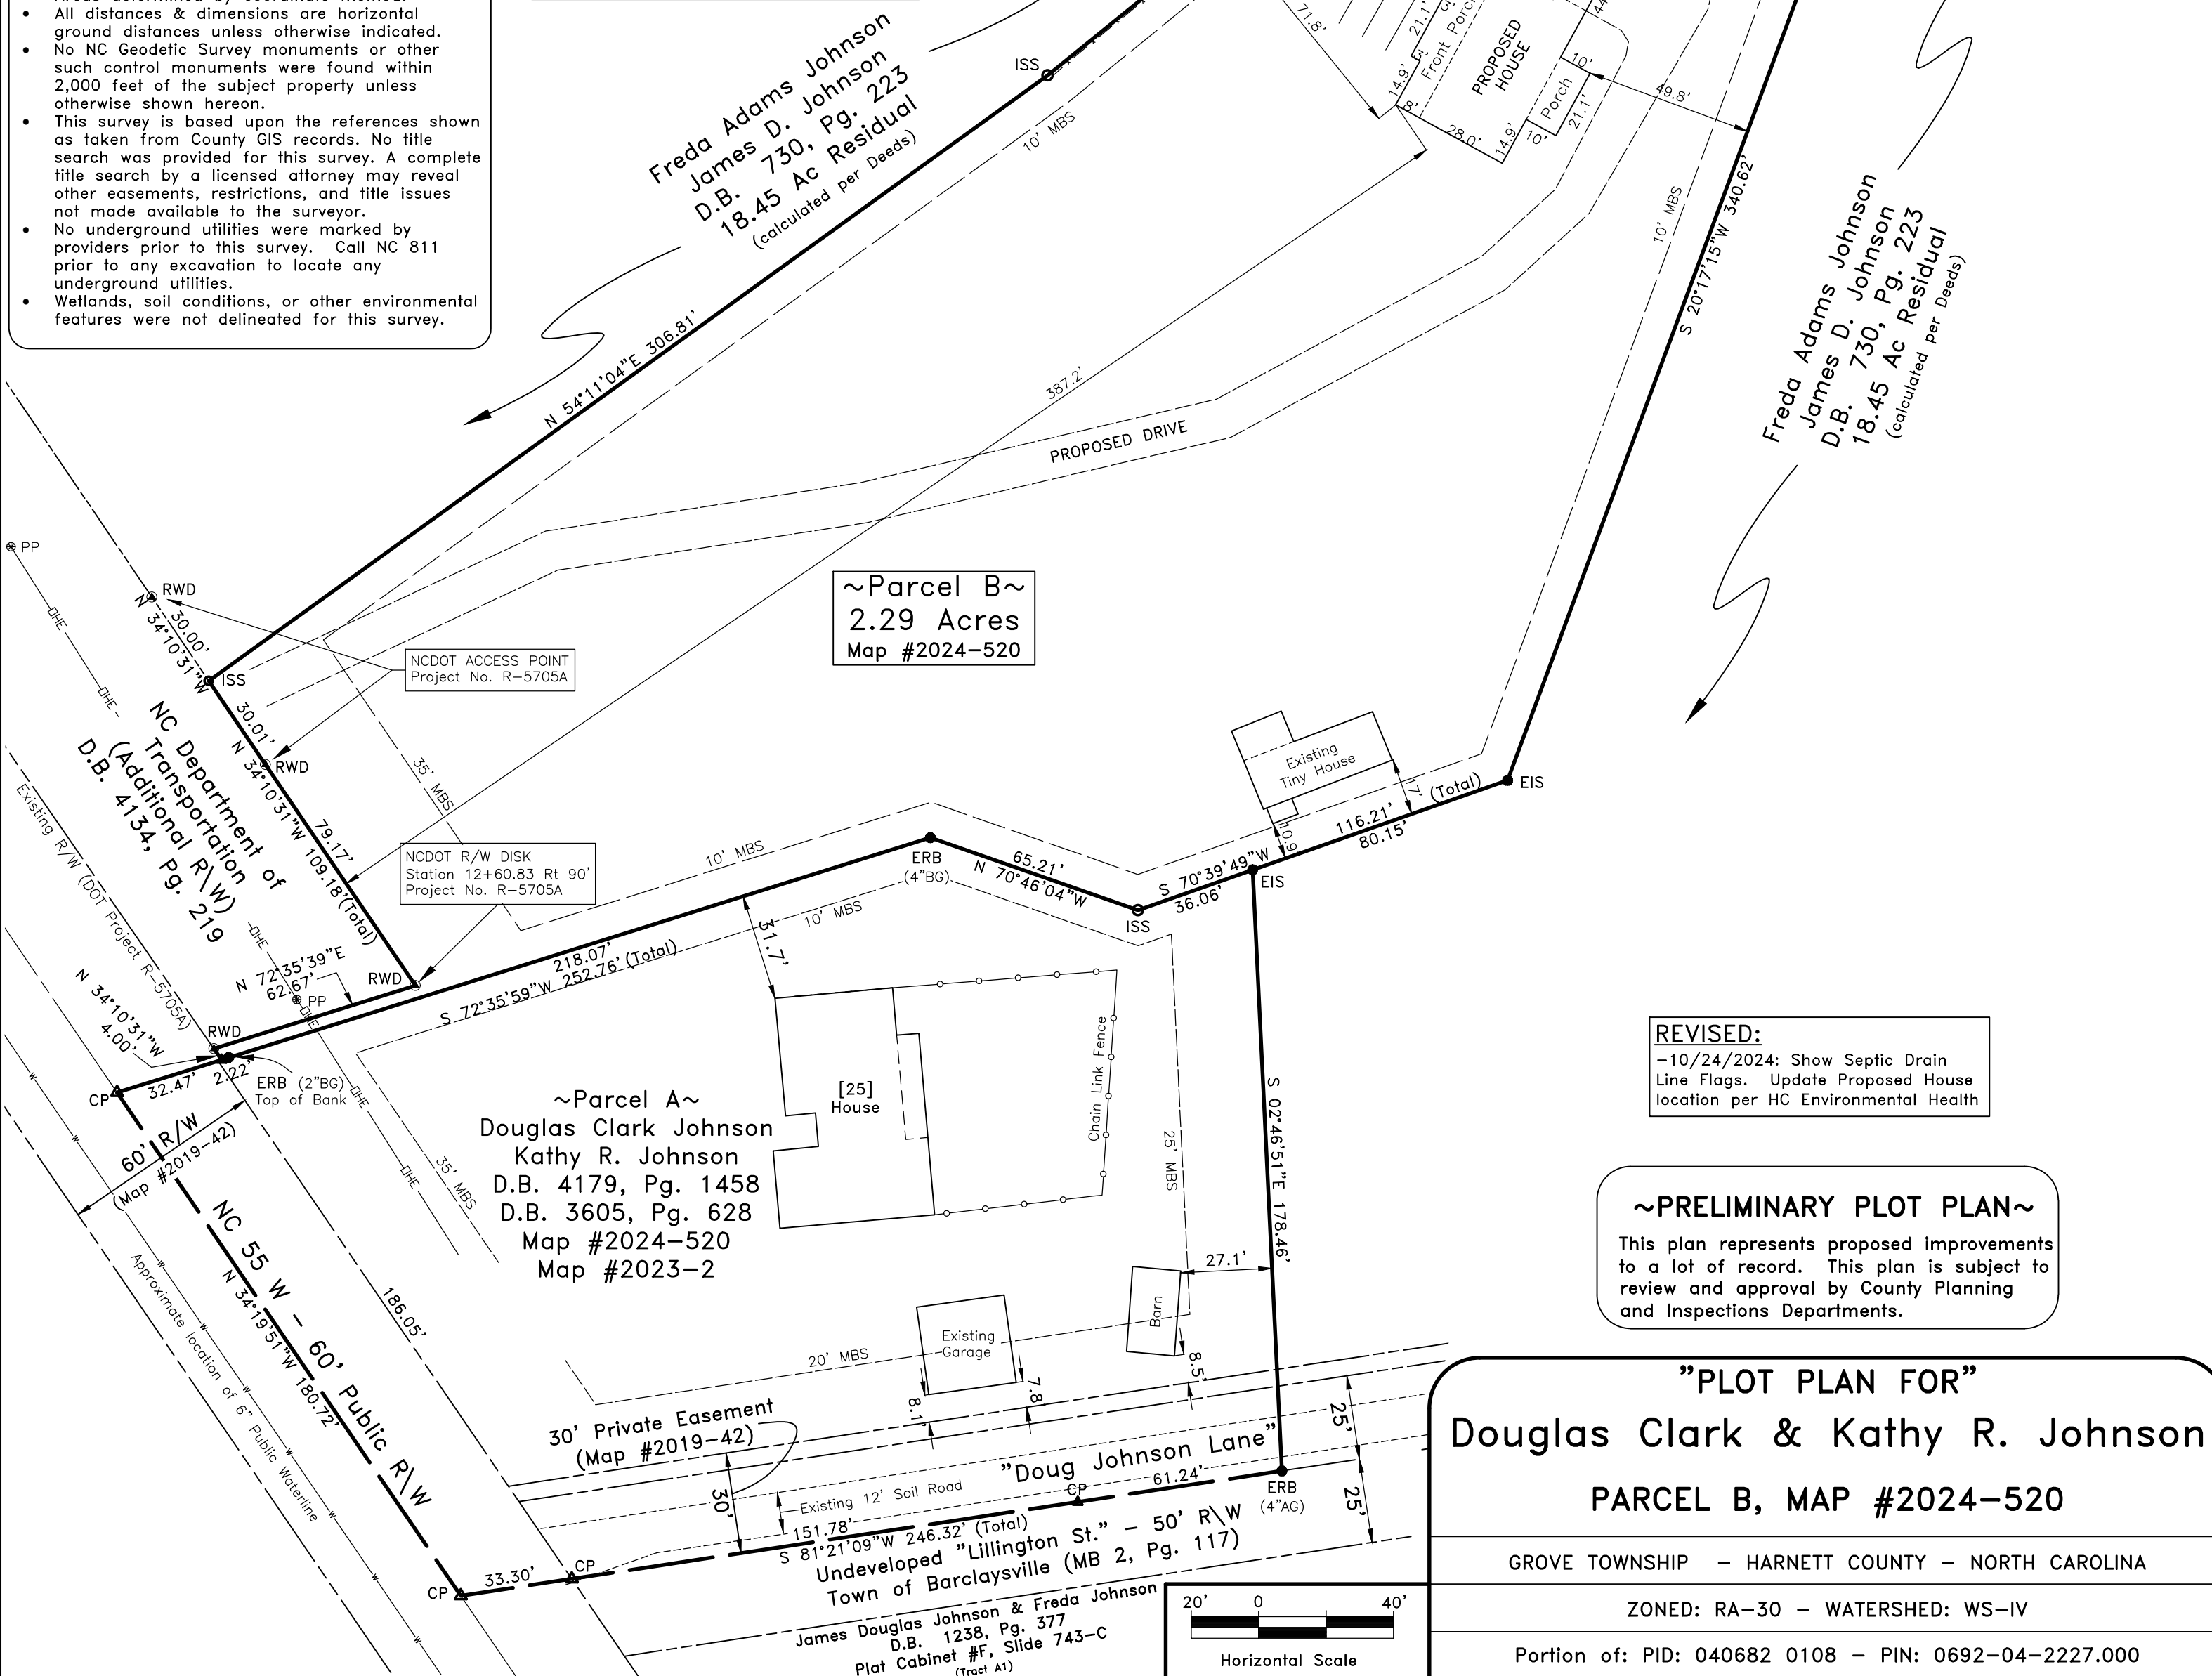 • All distances & dimensions are horizontal
ground distances unless otherwise indicated.
• No NC Geodetic Survey monuments or other
such control monuments were found within
2,000 feet of the subject property unless
otherwise shown hereon.
• This survey is based upon the references shown
as taken from County GIS records. No title
search was provided for this survey. A complete
title search by a licensed attorney may reveal
other easements, restrictions, and title issues
not made available to the surveyor.
• No underground utilities were marked by
providers prior to this survey. Call NC 811
prior to any excavation to locate any
underground utilities.
• Wetlands, soil conditions, or other environmental
features were not delineated for this survey.
Freda Adams Johnson
James D. Johnson
D.B. 730, Pg. 223
18.45 Ac Residual
(calculated per Deeds)
ISS
10' MBS
71.8'
21.1'
3'
14.9'
8'
Front Porch
PROPOSED
HOUSE
28.0'
14.9'
10'
Porch
10'
21.1'
49.8'
10' MBS
S 20°17'15"W 340.62'
Freda Adams Johnson
James D. Johnson
D.B. 730, Pg. 223
18.45 Ac Residual
(calculated per Deeds)
N 54°11'04"E 306.81'
387.2'
PROPOSED DRIVE
~Parcel B~
2.29 Acres
Map #2024-520
PP
OHE
RWD
30.00'
N 34°10'31"W
ISS
NCDOT ACCESS POINT
Project No. R-5705A
OHE
30.01'
RWD
N 34°10'31"W 109.18'(Total)
79.17'
35' MBS
NC Department of
Transportation
(Additional R\W)
D.B. 4134, Pg. 219
Existing R/W (DOT Project R-5705A)
NCDOT R/W DISK
Station 12+60.83 Rt 90'
Project No. R-5705A
OHE
RWD
N 72°35'39"E
62.67'
PP
OHE
N 34°10'31"W
4.00'
RWD
32.47'
2.22'
CP
ERB (2"BG)
Top of Bank
OHE
60' R/W
(Map #2019-42)
10' MBS
218.07'
S 72°35'59"W 252.76' (Total)
10' MBS
31.7'
ERB
(4"BG)
65.21'
N 70°46'04"W
ISS
S 70°39'49"W
36.06'
EIS
10.9'
Existing
Tiny House
17'
116.21' (Total)
80.15'
EIS
[25]
House
Chain Link Fence
25' MBS
S 02°46'51"E 178.46'
~Parcel A~
Douglas Clark Johnson
Kathy R. Johnson
D.B. 4179, Pg. 1458
D.B. 3605, Pg. 628
Map #2024-520
Map #2023-2
35' MBS
OHE
NC 55 W - 60' Public R\W
N 34°19'51"W 180.72'
186.05'
Approximate location of 6" Public Waterline
w
w
w
w
w
w
w
w
w
27.1'
Barn
8.5'
Existing
Garage
8.1'
7.8'
20' MBS
30' Private Easement
(Map #2019-42)
30'
"Doug Johnson Lane"
Existing 12' Soil Road
CP
61.24'
ERB
(4"AG)
25'
25'
151.78'
S 81°21'09"W 246.32' (Total)
CP
33.30'
CP
Undeveloped "Lillington St." - 50' R\W
Town of Barclaysville (MB 2, Pg. 117)
James Douglas Johnson & Freda Johnson
D.B. 1238, Pg. 377
Plat Cabinet #F, Slide 743-C
(Tract A1)
20' 0 40'
Horizontal Scale
REVISED:
-10/24/2024: Show Septic Drain
Line Flags. Update Proposed House
location per HC Environmental Health
~PRELIMINARY PLOT PLAN~
This plan represents proposed improvements
to a lot of record. This plan is subject to
review and approval by County Planning
and Inspections Departments.
"PLOT PLAN FOR"
Douglas Clark & Kathy R. Johnson
PARCEL B, MAP #2024-520
GROVE TOWNSHIP - HARNETT COUNTY - NORTH CAROLINA
ZONED: RA-30 - WATERSHED: WS-IV
Portion of: PID: 040682 0108 - PIN: 0692-04-2227.000